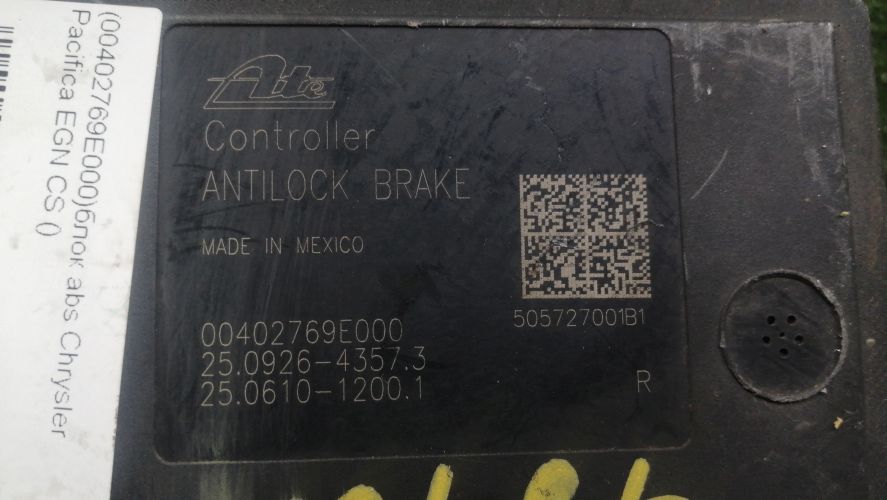 (00402769E000)блок abs Chrysler
Pacifica EGN CS ()
Ate
Controller
ANTILOCK BRAKE
MADE IN MEXICO
505727001B1
00402769E000
25.0926-4357.3
25.0610-1200.1
R